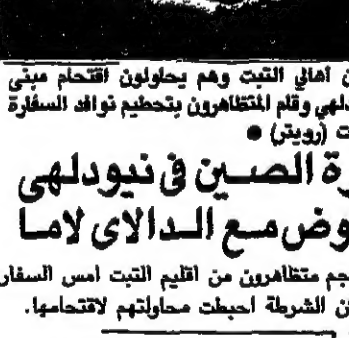 ن أهالي التبت وهم يحاولون اقتحام مبنى
دلهي وقام المتظاهرون بتحطيم نوافذ السفارة
ت (رويتر) ●
رة الصين في نيودلهي
وض مع الدالاي لاما
جم متظاهرون من اقليم التبت امس السفار
ن الشرطة احبطت محاولتهم لاقتحامها.